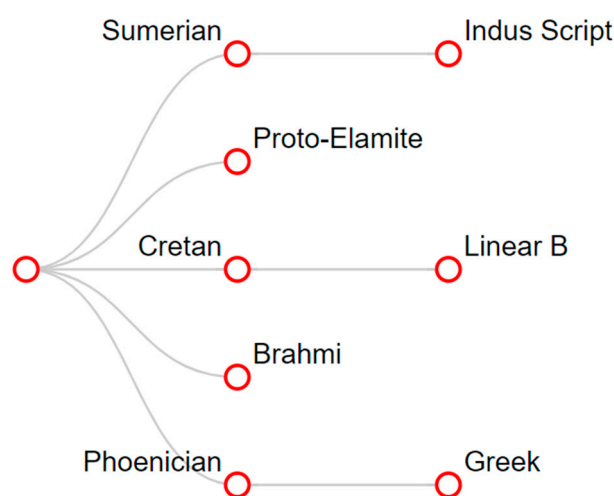 Sumerian Indus Script
Proto-Elamite
Cretan Linear B
Brahmi
Phoenician Greek